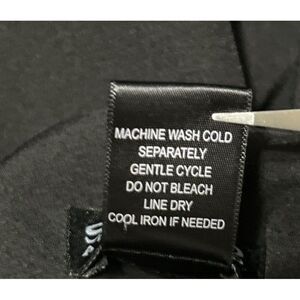 MACHINE WASH COLD
SEPARATELY
GENTLE CYCLE
DO NOT BLEACH
LINE DRY
COOL IRON IF NEEDED